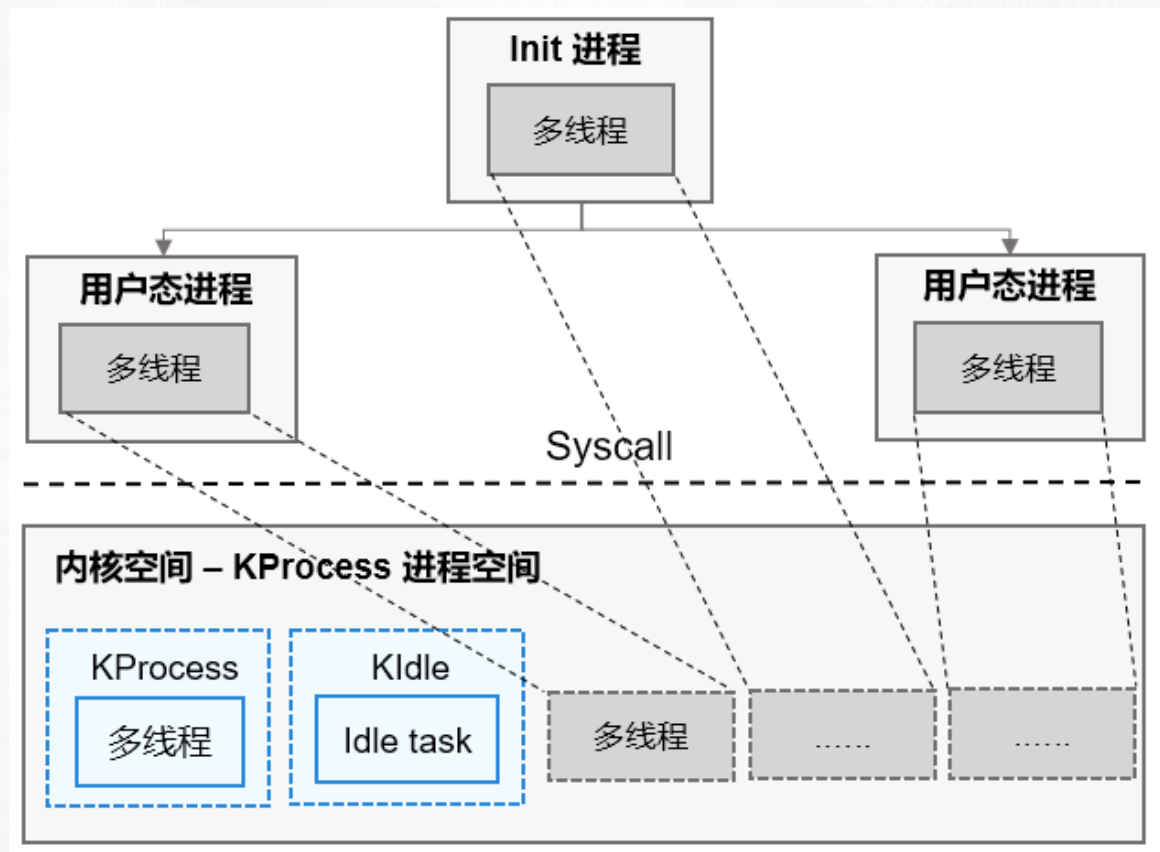 Init 进程
多线程
用户态进程
多线程
用户态进程
多线程
Syscall
内核空间 – KProcess 进程空间
KProcess
多线程
KIdle
Idle task
多线程
……
……